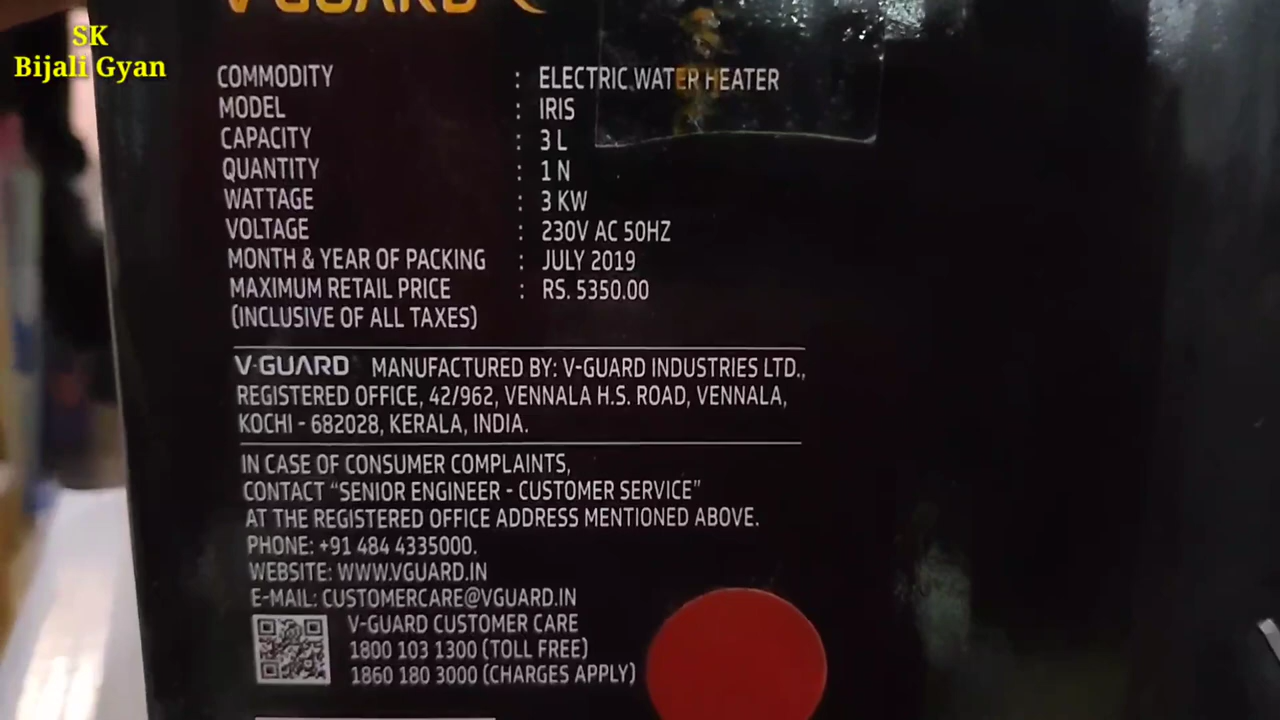 SK
Bijali Gyan
V-GUARD
COMMODITY : ELECTRIC WATER HEATER
MODEL : IRIS
CAPACITY : 3 L
QUANTITY : 1 N
WATTAGE : 3 KW
VOLTAGE : 230V AC 50HZ
MONTH & YEAR OF PACKING : JULY 2019
MAXIMUM RETAIL PRICE : RS. 5350.00
(INCLUSIVE OF ALL TAXES)
V-GUARD MANUFACTURED BY: V-GUARD INDUSTRIES LTD.,
REGISTERED OFFICE, 42/962, VENNALA H.S. ROAD, VENNALA,
KOCHI - 682028, KERALA, INDIA.
IN CASE OF CONSUMER COMPLAINTS,
CONTACT “SENIOR ENGINEER - CUSTOMER SERVICE”
AT THE REGISTERED OFFICE ADDRESS MENTIONED ABOVE.
PHONE: +91 484 4335000.
WEBSITE: WWW.VGUARD.IN
E-MAIL: CUSTOMERCARE@VGUARD.IN
V-GUARD CUSTOMER CARE
1800 103 1300 (TOLL FREE)
1860 180 3000 (CHARGES APPLY)